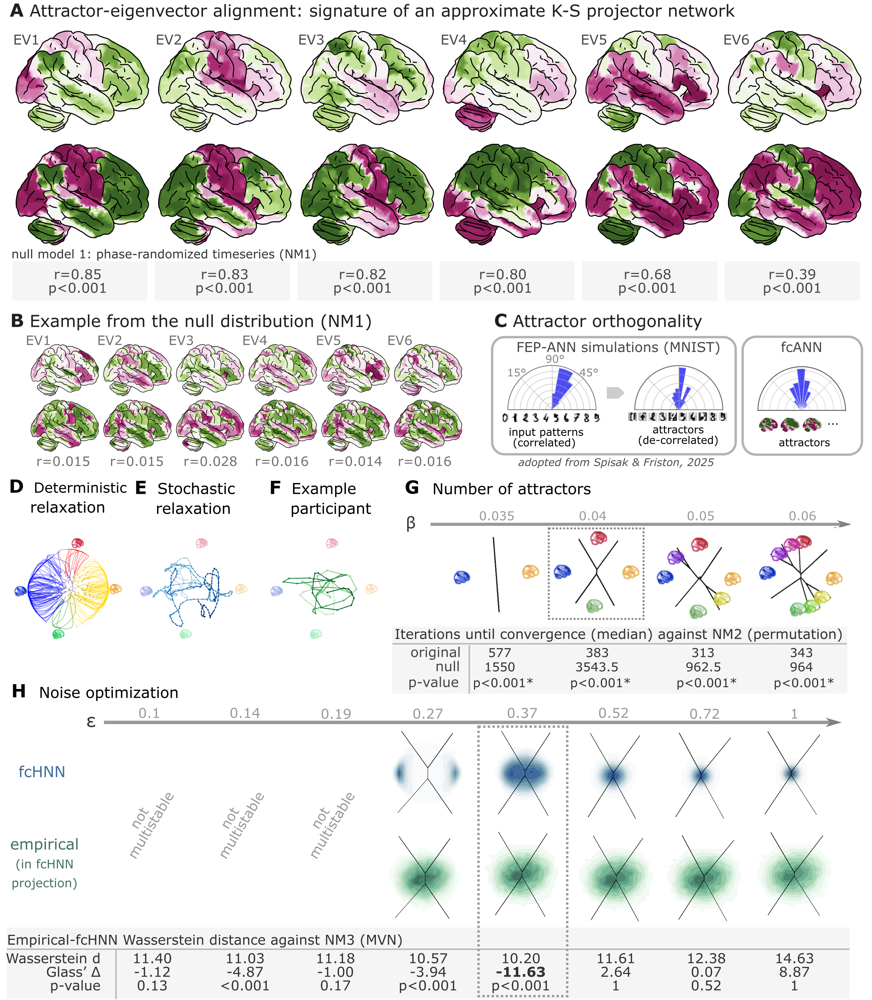 A Attractor-eigenvector alignment: signature of an approximate K-S projector network
EV1 EV2 EV3 EV4 EV5 EV6
null model 1: phase-randomized timeseries (NM1)
r=0.85 r=0.83 r=0.82 r=0.80 r=0.68 r=0.39
p<0.001 p<0.001 p<0.001 p<0.001 p<0.001 p<0.001
B Example from the null distribution (NM1)
EV1 EV2 EV3 EV4 EV5 EV6
r=0.015 r=0.015 r=0.028 r=0.016 r=0.014 r=0.016
C Attractor orthogonality
FEP-ANN simulations (MNIST)
90°
15° 45°
0 1 2 3 4 5 6 7 8 9
input patterns
(correlated)
attractors
(de-correlated)
fcANN
...
attractors
adopted from Spisak & Friston, 2025
D Deterministic
relaxation
E Stochastic
relaxation
F Example
participant
G Number of attractors
β 0.035 0.04 0.05 0.06
Iterations until convergence (median) against NM2 (permutation)
original 577 383 313 343
null 1550 3543.5 962.5 964
p-value p<0.001* p<0.001* p<0.001* p<0.001*
H Noise optimization
ε 0.1 0.14 0.19 0.27 0.37 0.52 0.72 1
fcHNN
not
multistable
not
multistable
not
multistable
empirical
(in fcHNN
projection)
Empirical-fcHNN Wasserstein distance against NM3 (MVN)
Wasserstein d 11.40 11.03 11.18 10.57 10.20 11.61 12.38 14.63
Glass' Δ -1.12 -4.87 -1.00 -3.94 -11.63 2.64 0.07 8.87
p-value 0.13 <0.001 0.17 p<0.001 p<0.001 1 0.52 1